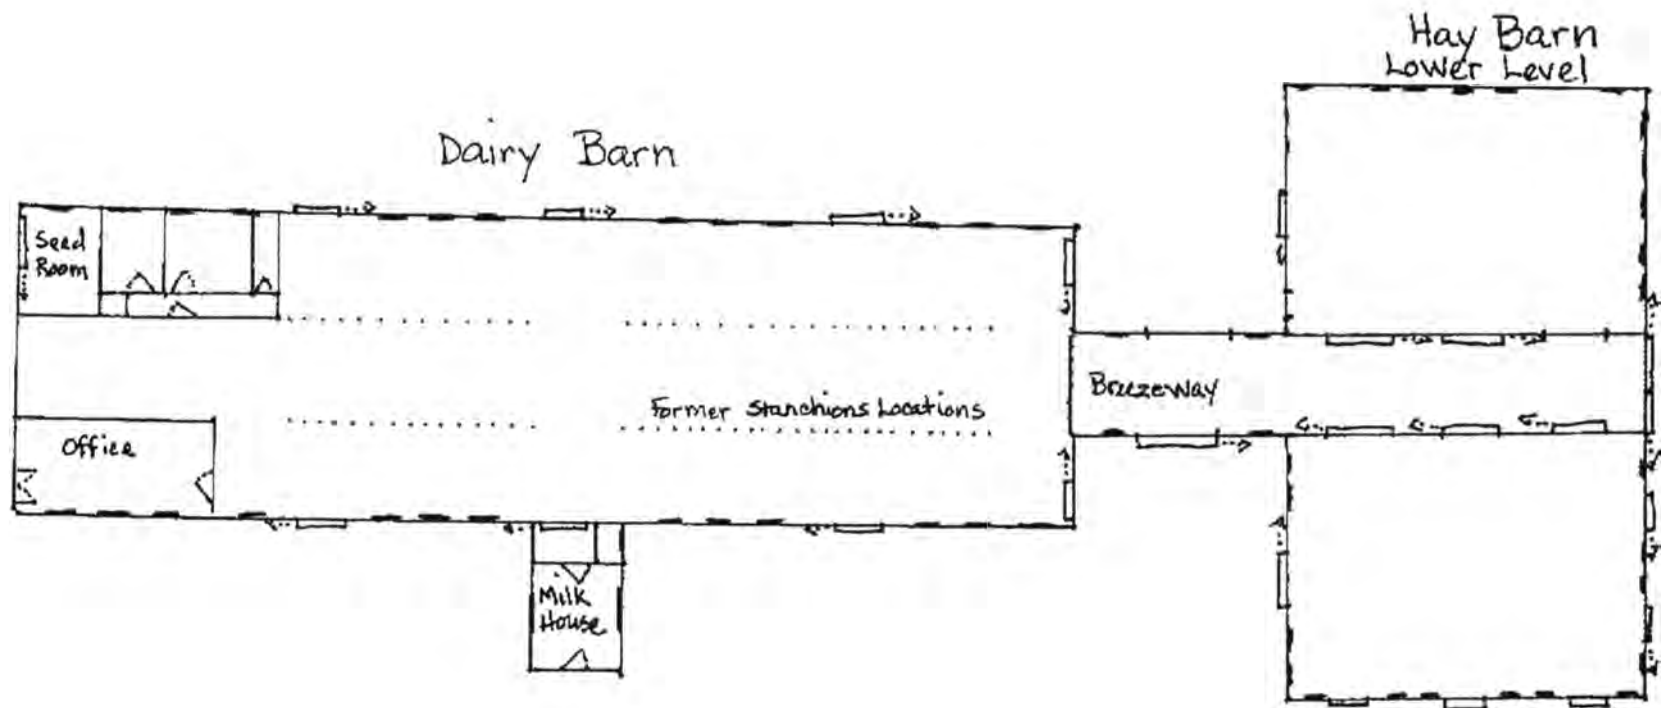 Hay Barn
Lower Level
Dairy Barn
Seed
Room
Breezeway
Former Stanchions Locations
Office
Milk
House